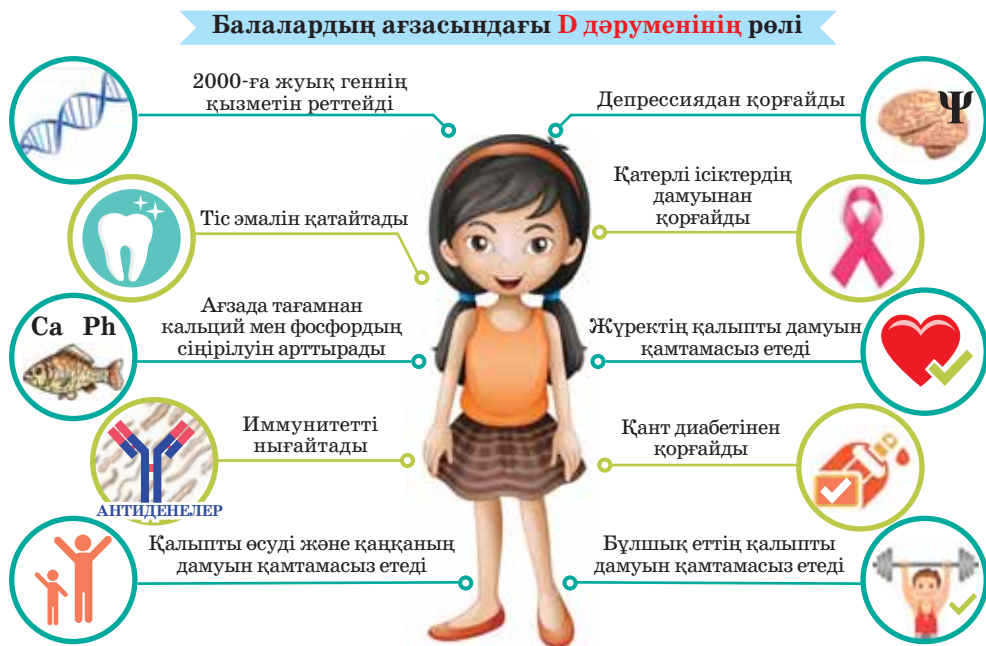 Балалардың ағзасындағы D дәруменінің рөлі
2000-ға жуық геннің
қызметін реттейді
Депрессиядан қорғайды
Ψ
Тіс эмалін қатайтады
Қатерлі ісіктердің
дамуынан
қорғайды
Ca Ph
Ағзада тағамнан
кальций мен фосфордың
сіңірілуін арттырады
Жүректің қалыпты дамуын
қамтамасыз етеді
Иммунитетті
нығайтады
АНТИДЕНЕЛЕР
Қант диабетінен
қорғайды
Қалыпты өсуді және қаңқаның
дамуын қамтамасыз етеді
Бұлшық еттің қалыпты
дамуын қамтамасыз етеді